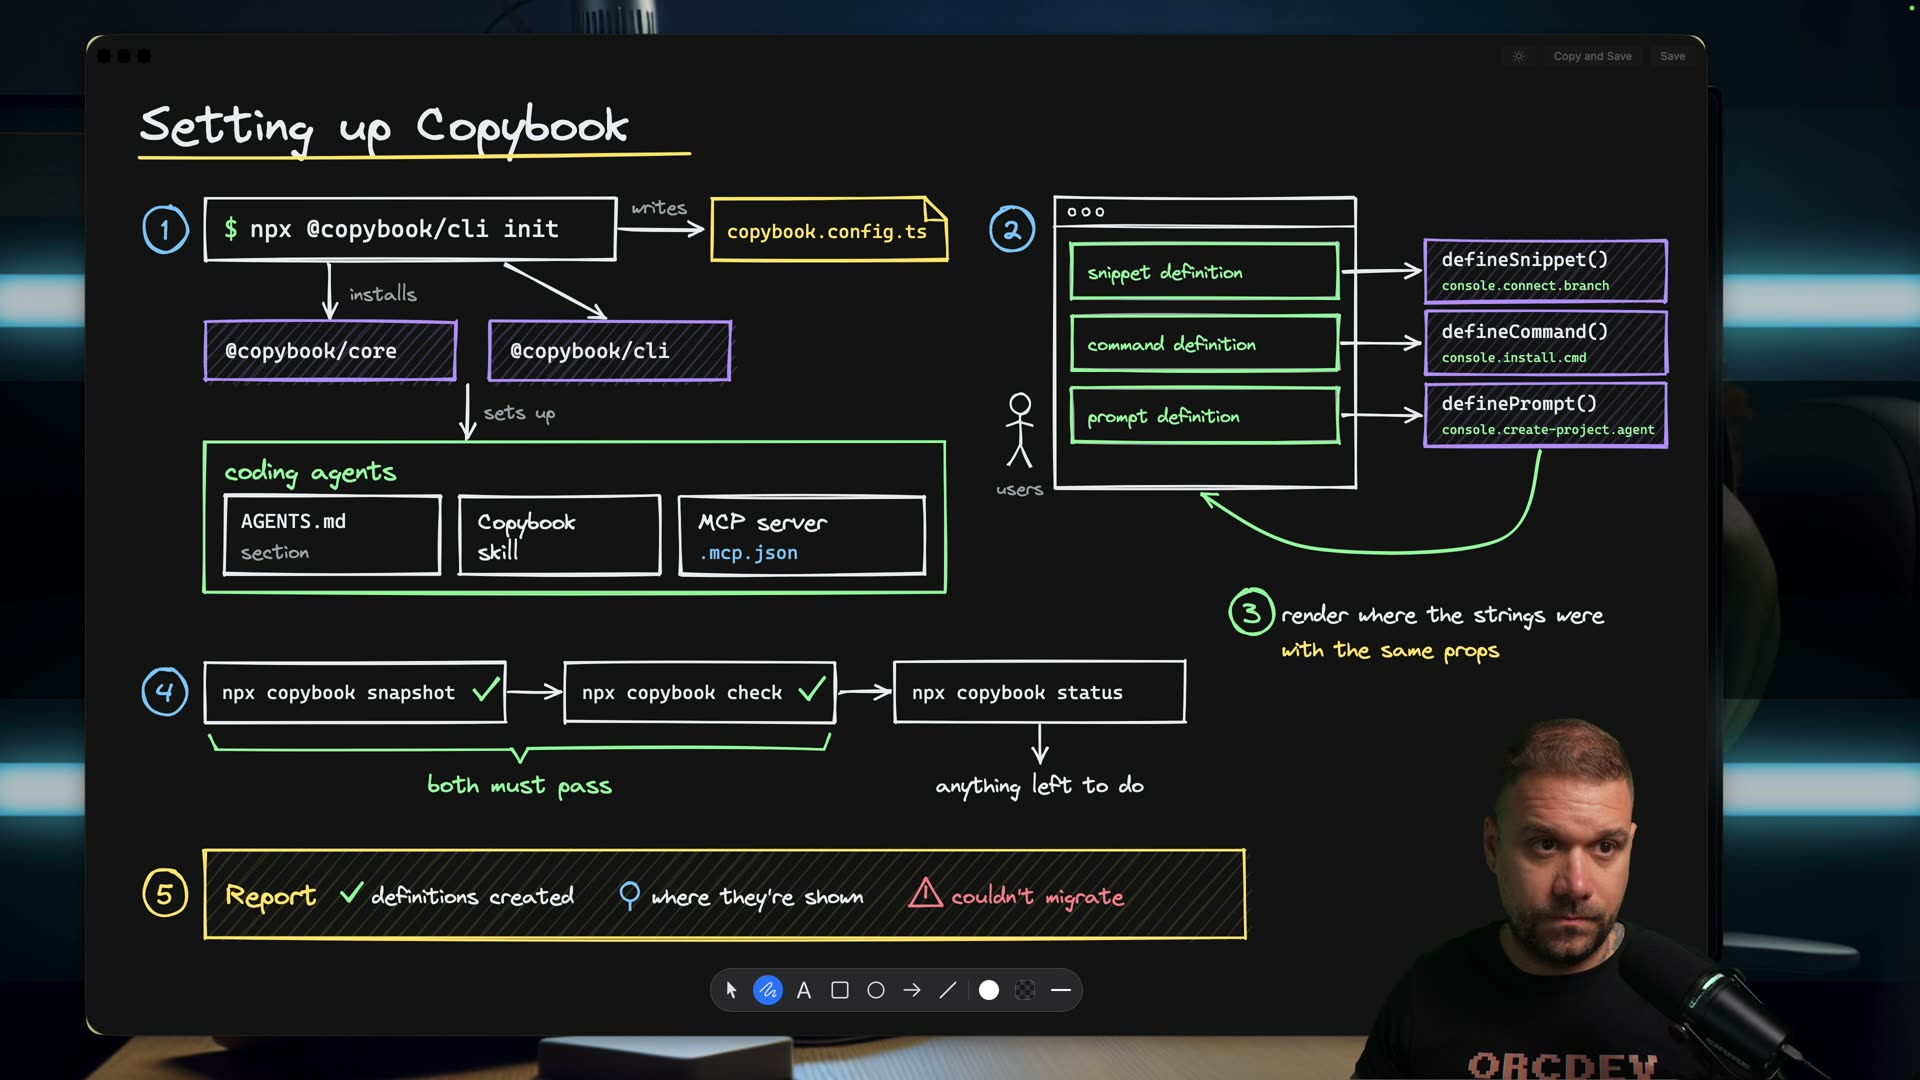 Copy and Save
Save
Setting up Copybook
1
$ npx @copybook/cli init
writes
copybook.config.ts
installs
@copybook/core
@copybook/cli
sets up
coding agents
AGENTS.md
section
Copybook
skill
MCP server
.mcp.json
2
snippet definition
command definition
prompt definition
users
defineSnippet()
console.connect.branch
defineCommand()
console.install.cmd
definePrompt()
console.create-project.agent
3
render where the strings were
with the same props
4
npx copybook snapshot
npx copybook check
npx copybook status
both must pass
anything left to do
5
Report
definitions created
where they're shown
couldn't migrate
A
ORCDEV